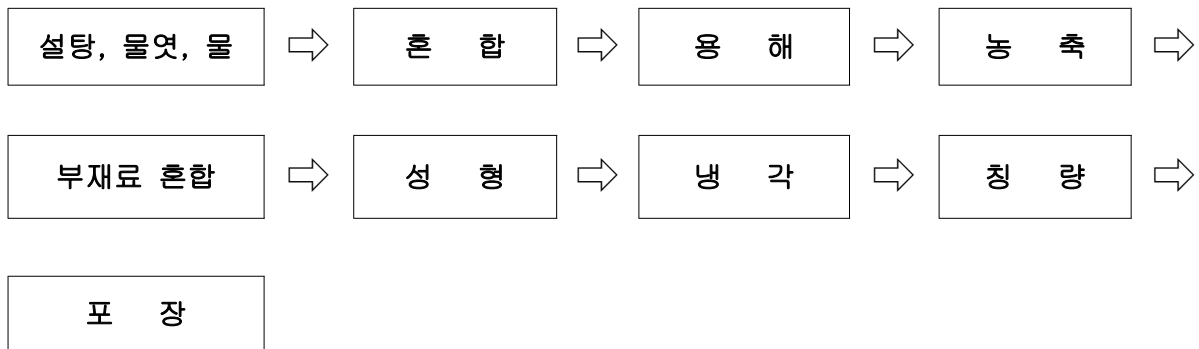 설탕, 물엿, 물 ⇨ 혼 합 ⇨ 용 해 ⇨ 농 축 ⇨
부재료 혼합 ⇨ 성 형 ⇨ 냉 각 ⇨ 칭 량 ⇨
포 장